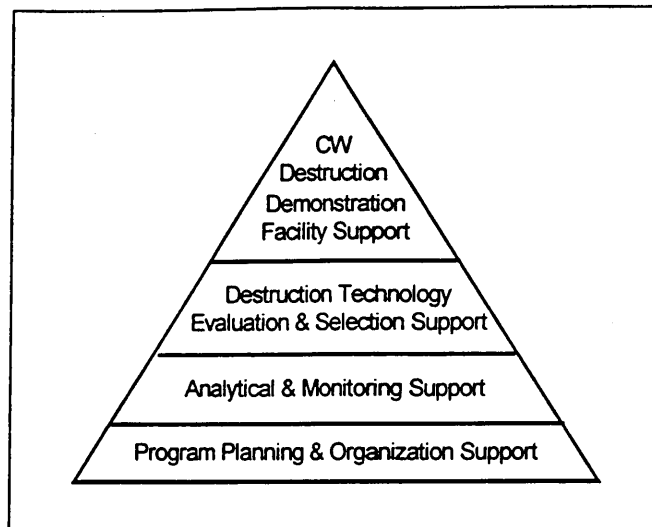 CW
Destruction
Demonstration
Facility Support
Destruction Technology
Evaluation & Selection Support
Analytical & Monitoring Support
Program Planning & Organization Support